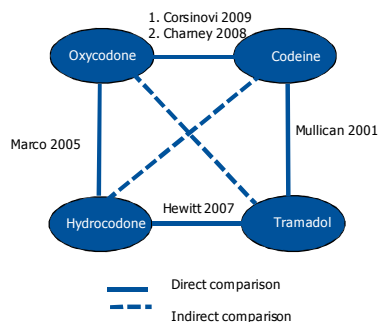 1. Corsinovi 2009
2. Charney 2008
Oxycodone
Codeine
Marco 2005
Mullican 2001
Hewitt 2007
Hydrocodone
Tramadol
Direct comparison
Indirect comparison